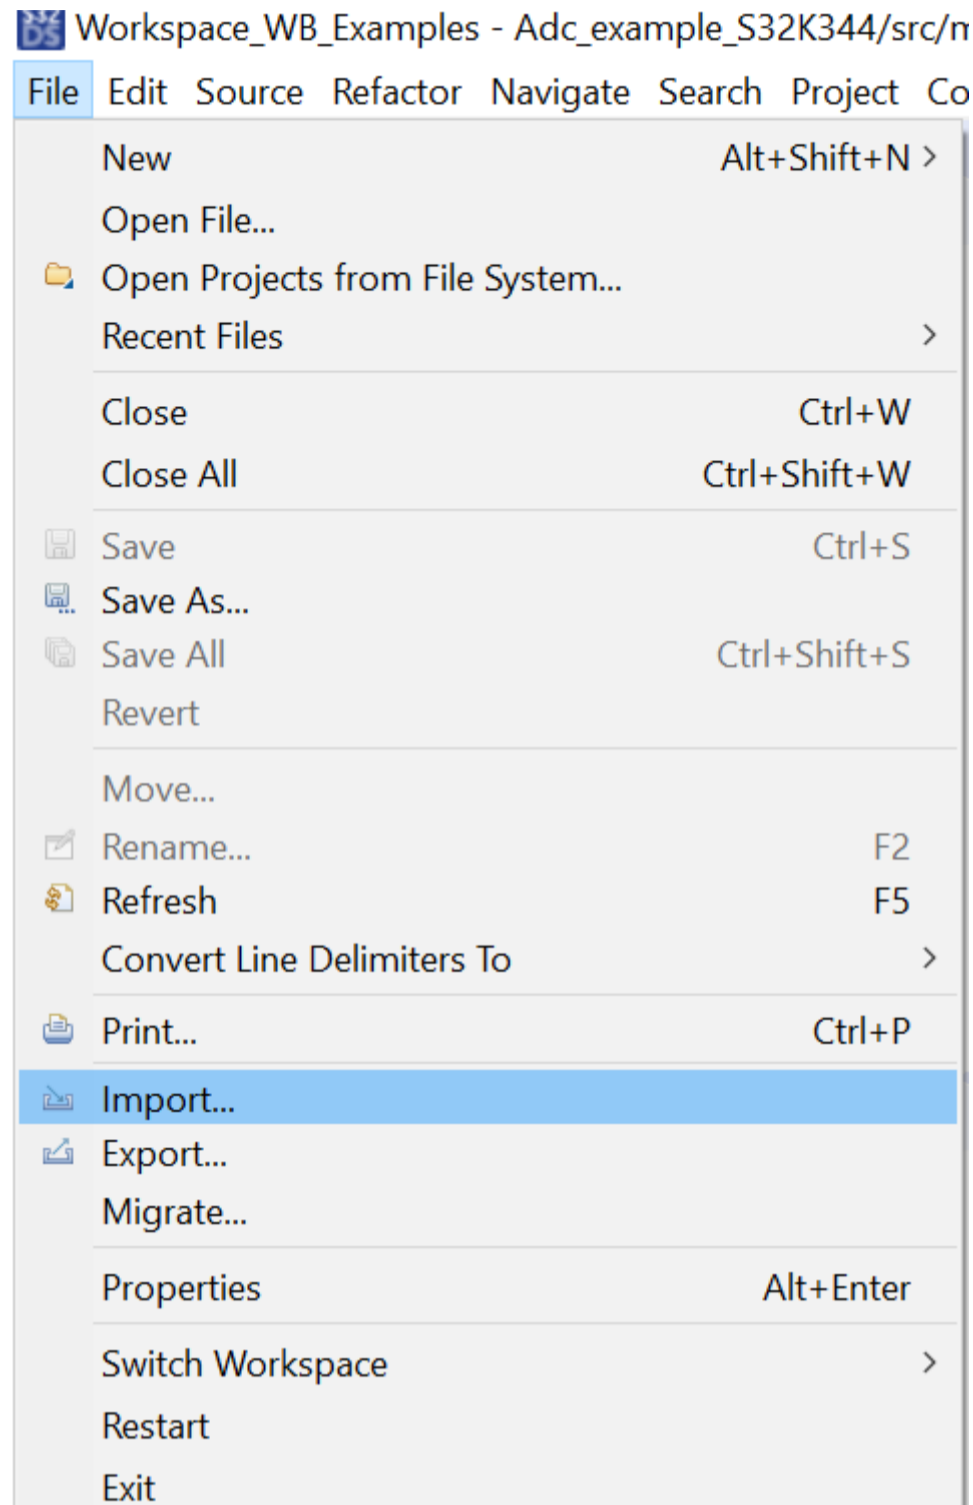 S32
DS Workspace_WB_Examples - Adc_example_S32K344/src/m
File Edit Source Refactor Navigate Search Project Co
New Alt+Shift+N >
Open File...
Open Projects from File System...
Recent Files >
Close Ctrl+W
Close All Ctrl+Shift+W
Save Ctrl+S
Save As...
Save All Ctrl+Shift+S
Revert
Move...
Rename... F2
Refresh F5
Convert Line Delimiters To >
Print... Ctrl+P
Import...
Export...
Migrate...
Properties Alt+Enter
Switch Workspace >
Restart
Exit